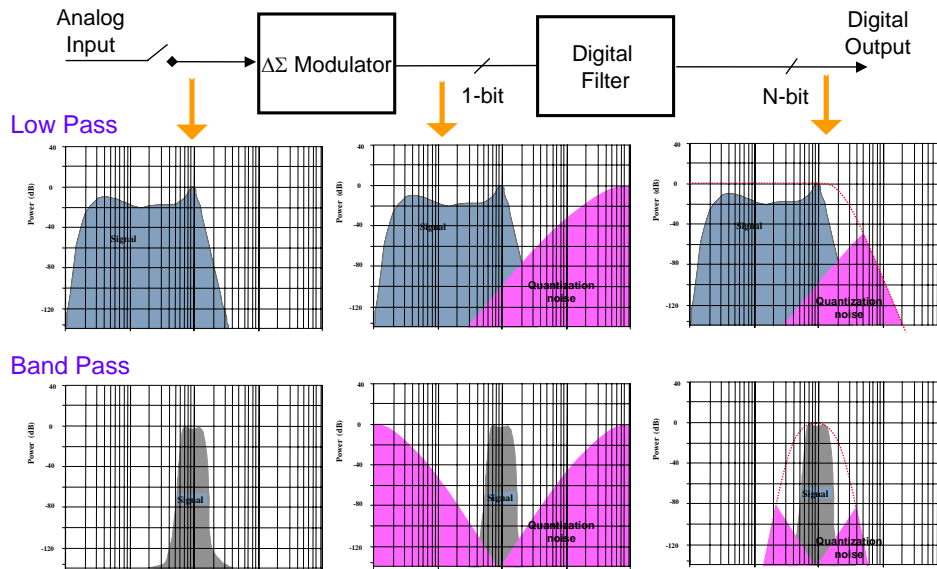 Analog
Input
ΔΣ Modulator
1-bit
Digital
Filter
N-bit
Digital
Output
Low Pass
Power (dB)
40
0
-40
-80
-120
Signal
Power (dB)
40
0
-40
-80
-120
Signal
Quantization
noise
Power (dB)
40
0
-40
-80
-120
Signal
Quantization
noise
Band Pass
Power (dB)
40
0
-40
-80
-120
Signal
Power (dB)
40
0
-40
-80
-120
Signal
Quantization
noise
Power (dB)
40
0
-40
-80
-120
Signal
Quantization
noise